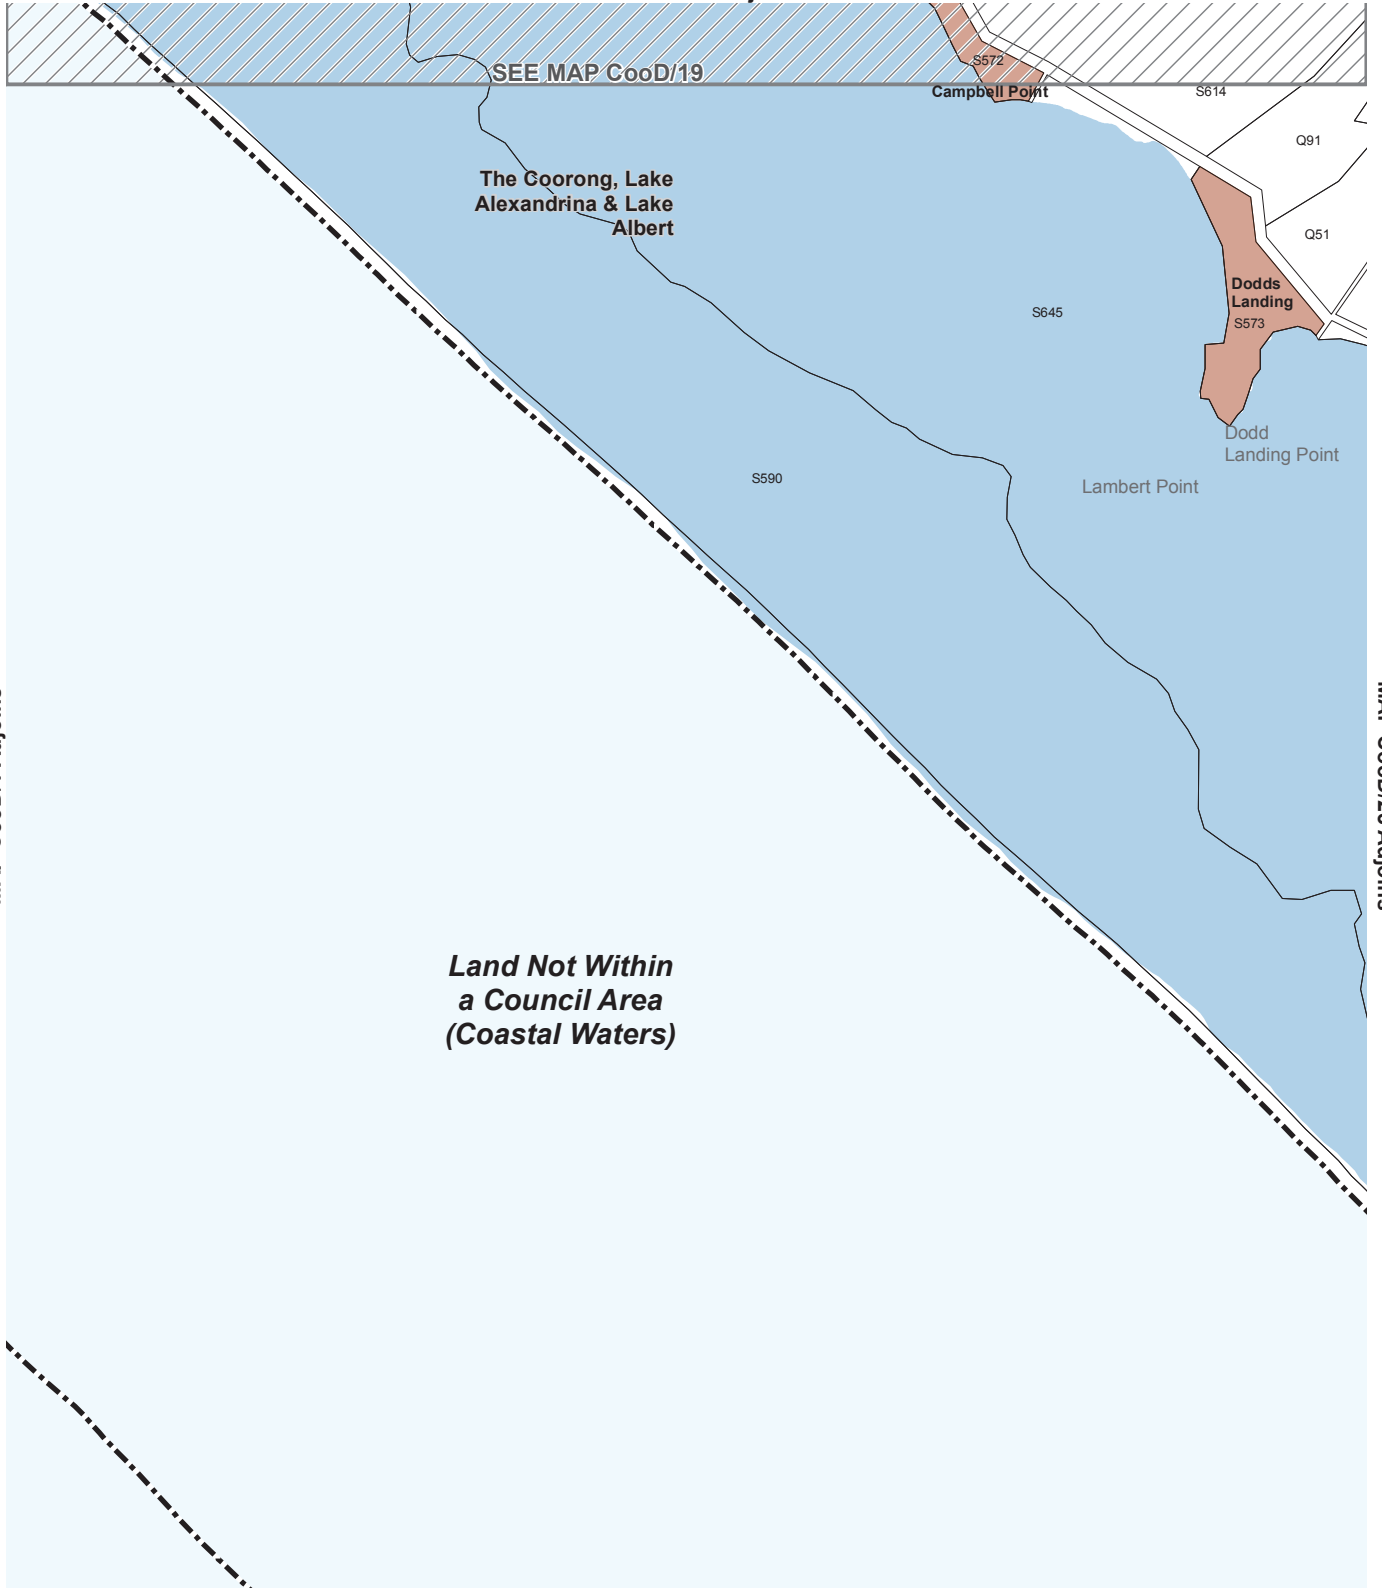 S572
SEE MAP CooD/19
Campbell Point
S614
Q91
The Coorong, Lake
Alexandrina & Lake
Albert
Q51
Dodds
Landing
S573
S645
Dodd
Landing Point
S590
Lambert Point
Land Not Within
a Council Area
(Coastal Waters)